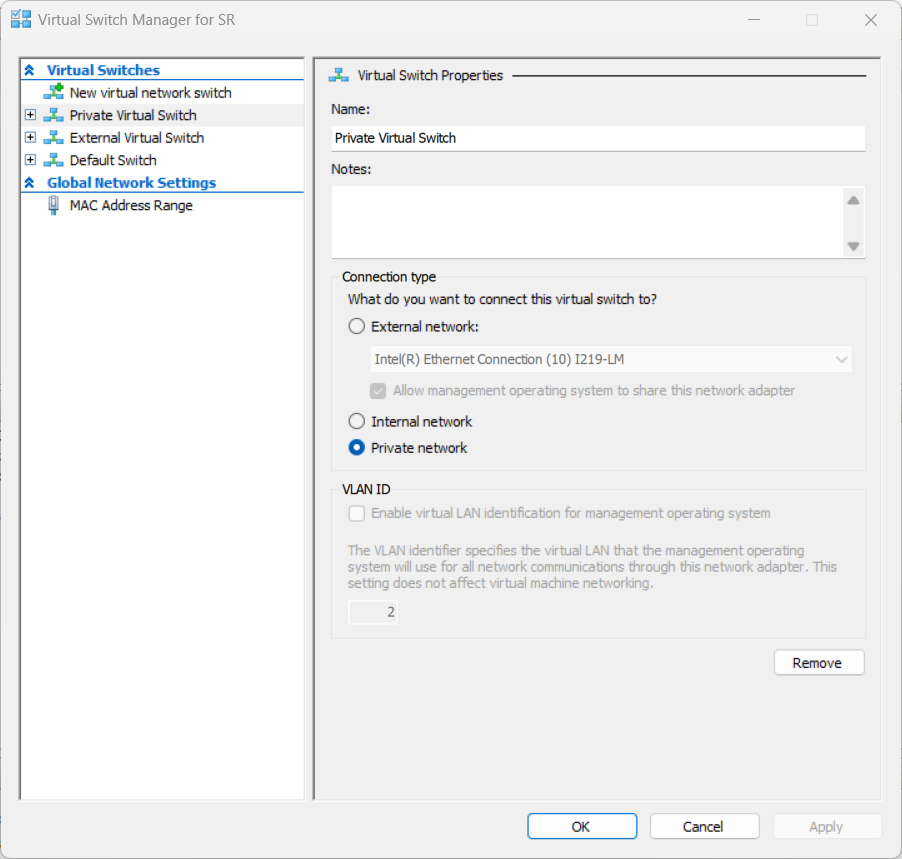 Virtual Switch Manager for SR
Virtual Switches
New virtual network switch
Private Virtual Switch
External Virtual Switch
Default Switch
Global Network Settings
MAC Address Range
Virtual Switch Properties
Name:
Private Virtual Switch
Notes:
Connection type
What do you want to connect this virtual switch to?
External network:
Intel(R) Ethernet Connection (10) I219-LM
Allow management operating system to share this network adapter
Internal network
Private network
VLAN ID
Enable virtual LAN identification for management operating system
The VLAN identifier specifies the virtual LAN that the management operating
system will use for all network communications through this network adapter. This
setting does not affect virtual machine networking.
2
Remove
OK
Cancel
Apply